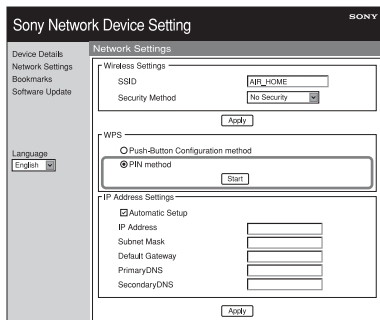 Sony Network Device Setting
SONY
Device Details
Network Settings
Bookmarks
Software Update
Language
English
Network Settings
Wireless Settings
SSID
AIR_HOME
Security Method
No Security
Apply
WPS
Push-Button Configuration method
PIN method
Start
IP Address Settings
Automatic Setup
IP Address
Subnet Mask
Default Gateway
PrimaryDNS
SecondaryDNS
Apply